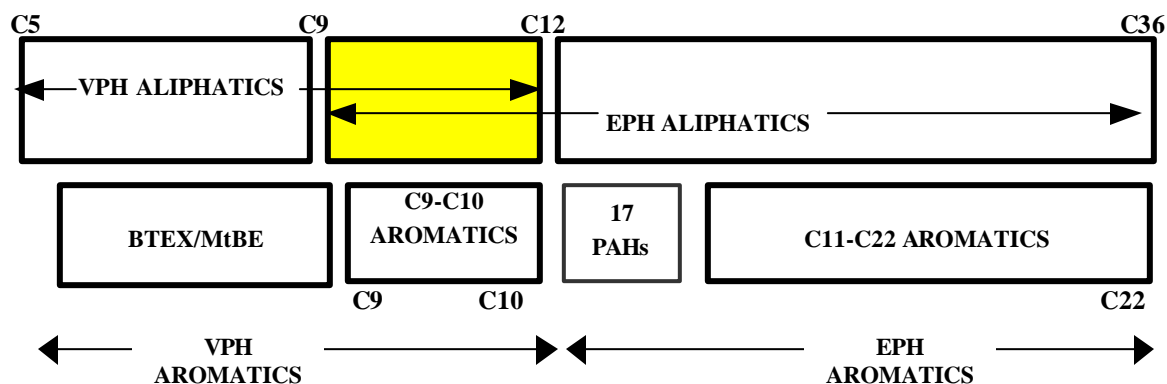 C5 C9 C12 C36
VPH ALIPHATICS
EPH ALIPHATICS
BTEX/MtBE
C9-C10
AROMATICS
17
PAHs
C11-C22 AROMATICS
C9 C10 C22
VPH
AROMATICS
EPH
AROMATICS